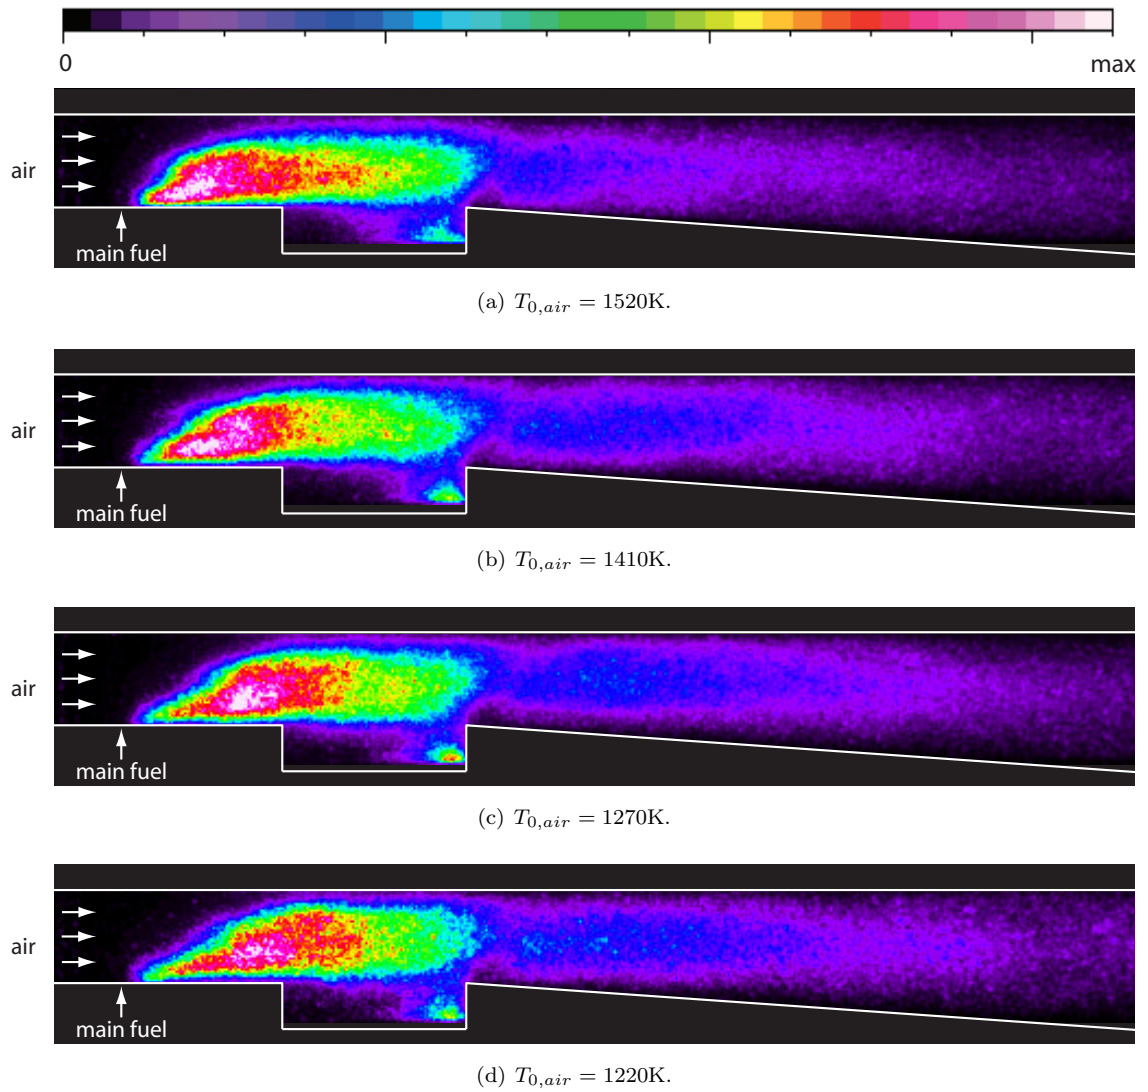 0 max
air
main fuel
(a) T0,air = 1520K.
air
main fuel
(b) T0,air = 1410K.
air
main fuel
(c) T0,air = 1270K.
air
main fuel
(d) T0,air = 1220K.